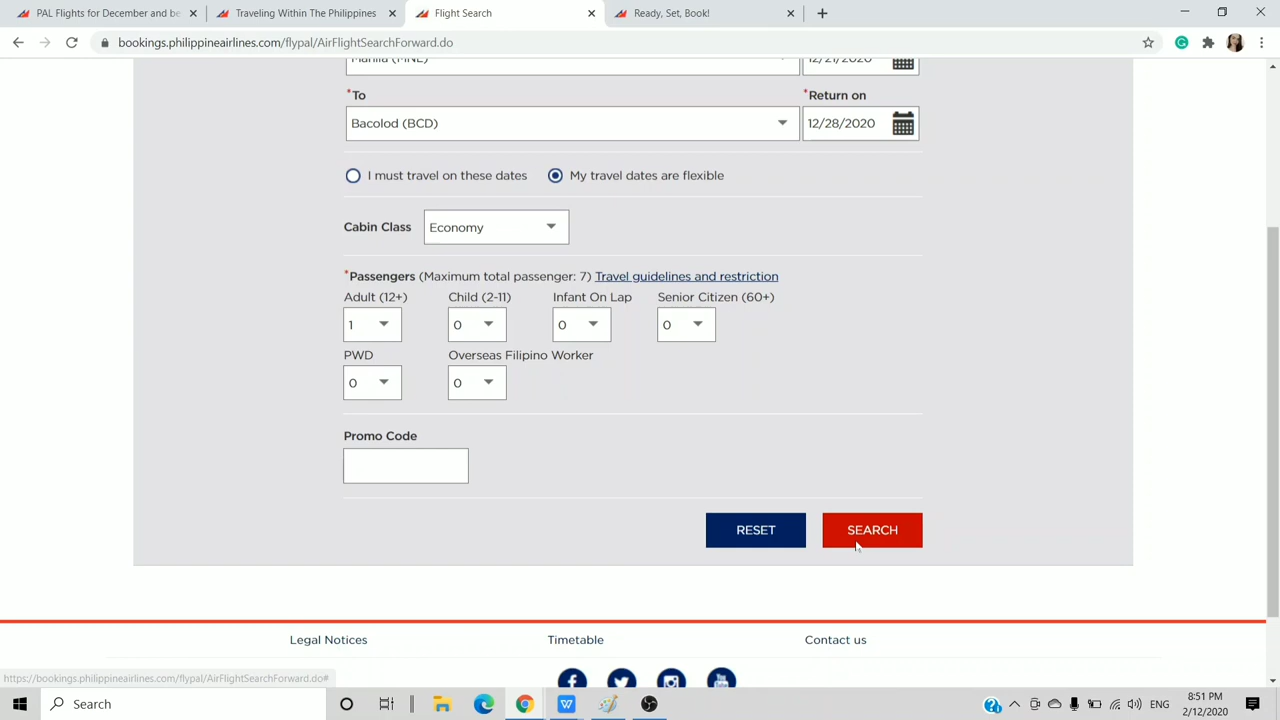 PAL Flights for December and be
Traveling Within The Philippines
Flight Search
Ready, Set, Book!
bookings.philippineairlines.com/flypal/AirFlightSearchForward.do
Manila (MNL)
12/21/2020
*To
*Return on
Bacolod (BCD)
12/28/2020
I must travel on these dates
My travel dates are flexible
Cabin Class
Economy
*Passengers (Maximum total passenger: 7) Travel guidelines and restriction
Adult (12+)
Child (2-11)
Infant On Lap
Senior Citizen (60+)
1
0
0
0
PWD
Overseas Filipino Worker
0
0
Promo Code
RESET
SEARCH
Legal Notices
Timetable
Contact us
https://bookings.philippineairlines.com/flypal/AirFlightSearchForward.do#
Search
ENG
8:51 PM
2/12/2020